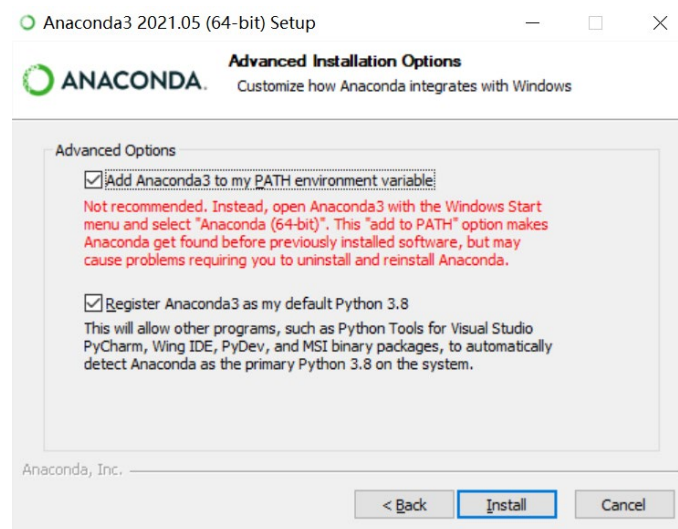 Anaconda3 2021.05 (64-bit) Setup
ANACONDA.
Advanced Installation Options
Customize how Anaconda integrates with Windows
Advanced Options
Add Anaconda3 to my PATH environment variable
Not recommended. Instead, open Anaconda3 with the Windows Start
menu and select "Anaconda (64-bit)". This "add to PATH" option makes
Anaconda get found before previously installed software, but may
cause problems requiring you to uninstall and reinstall Anaconda.
Register Anaconda3 as my default Python 3.8
This will allow other programs, such as Python Tools for Visual Studio
PyCharm, Wing IDE, PyDev, and MSI binary packages, to automatically
detect Anaconda as the primary Python 3.8 on the system.
Anaconda, Inc.
< Back
Install
Cancel